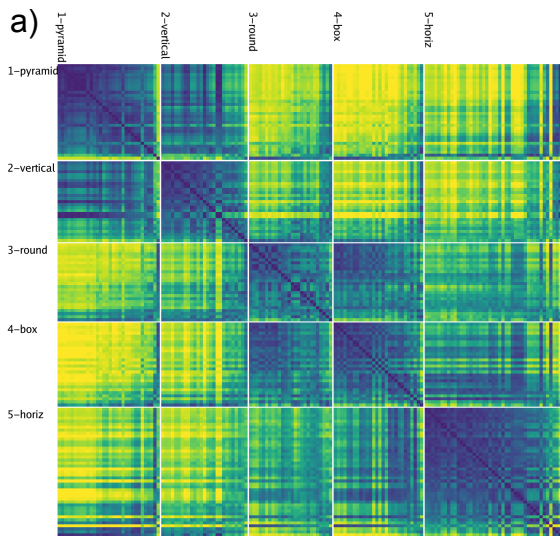 a)
1-pyramid
2-vertical
3-round
4-box
5-horiz
1-pyramid
2-vertical
3-round
4-box
5-horiz